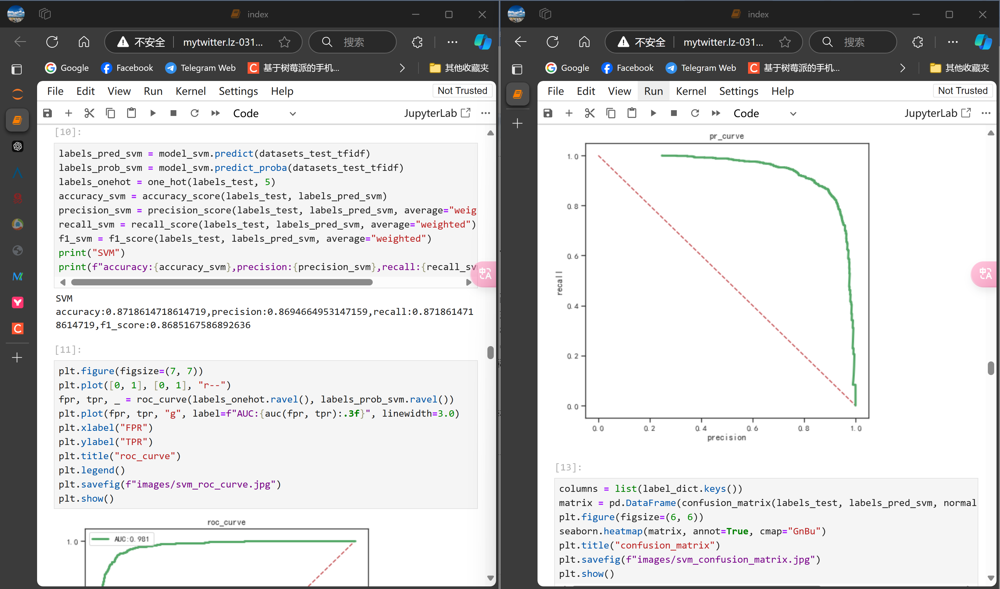 index
不安全
mytwitter.lz-031...
搜索
Google
Facebook
Telegram Web
基于树莓派的手机...
其他收藏夹
File Edit View Run Kernel Settings Help
Not Trusted
Code
JupyterLab
[10]:
labels_pred_svm = model_svm.predict(datasets_test_tfidf)
labels_prob_svm = model_svm.predict_proba(datasets_test_tfidf)
labels_onehot = one_hot(labels_test, 5)
accuracy_svm = accuracy_score(labels_test, labels_pred_svm)
precision_svm = precision_score(labels_test, labels_pred_svm, average="weig
recall_svm = recall_score(labels_test, labels_pred_svm, average="weighted")
f1_svm = f1_score(labels_test, labels_pred_svm, average="weighted")
print("SVM")
print(f"accuracy:{accuracy_svm},precision:{precision_svm},recall:{recall_sv
SVM
accuracy:0.8718614718614719,precision:0.8694664953147159,recall:0.871861471
8614719,f1_score:0.8685167586892636
[11]:
plt.figure(figsize=(7, 7))
plt.plot([0, 1], [0, 1], "r--")
fpr, tpr, _ = roc_curve(labels_onehot.ravel(), labels_prob_svm.ravel())
plt.plot(fpr, tpr, "g", label=f"AUC:{auc(fpr, tpr):.3f}", linewidth=3.0)
plt.xlabel("FPR")
plt.ylabel("TPR")
plt.title("roc_curve")
plt.legend()
plt.savefig(f"images/svm_roc_curve.jpg")
plt.show()
roc_curve
1.0
AUC:0.981
index
不安全
mytwitter.lz-031...
搜索
Google
Facebook
Telegram Web
基于树莓派的手机...
其他收藏夹
File Edit View Run Kernel Settings Help
Not Trusted
Code
JupyterLab
pr_curve
1.0
0.8
0.6
0.4
0.2
0.0
recall
0.0 0.2 0.4 0.6 0.8 1.0
precision
中A
中A
[13]:
columns = list(label_dict.keys())
matrix = pd.DataFrame(confusion_matrix(labels_test, labels_pred_svm, normal
plt.figure(figsize=(6, 6))
seaborn.heatmap(matrix, annot=True, cmap="GnBu")
plt.title("confusion_matrix")
plt.savefig(f"images/svm_confusion_matrix.jpg")
plt.show()